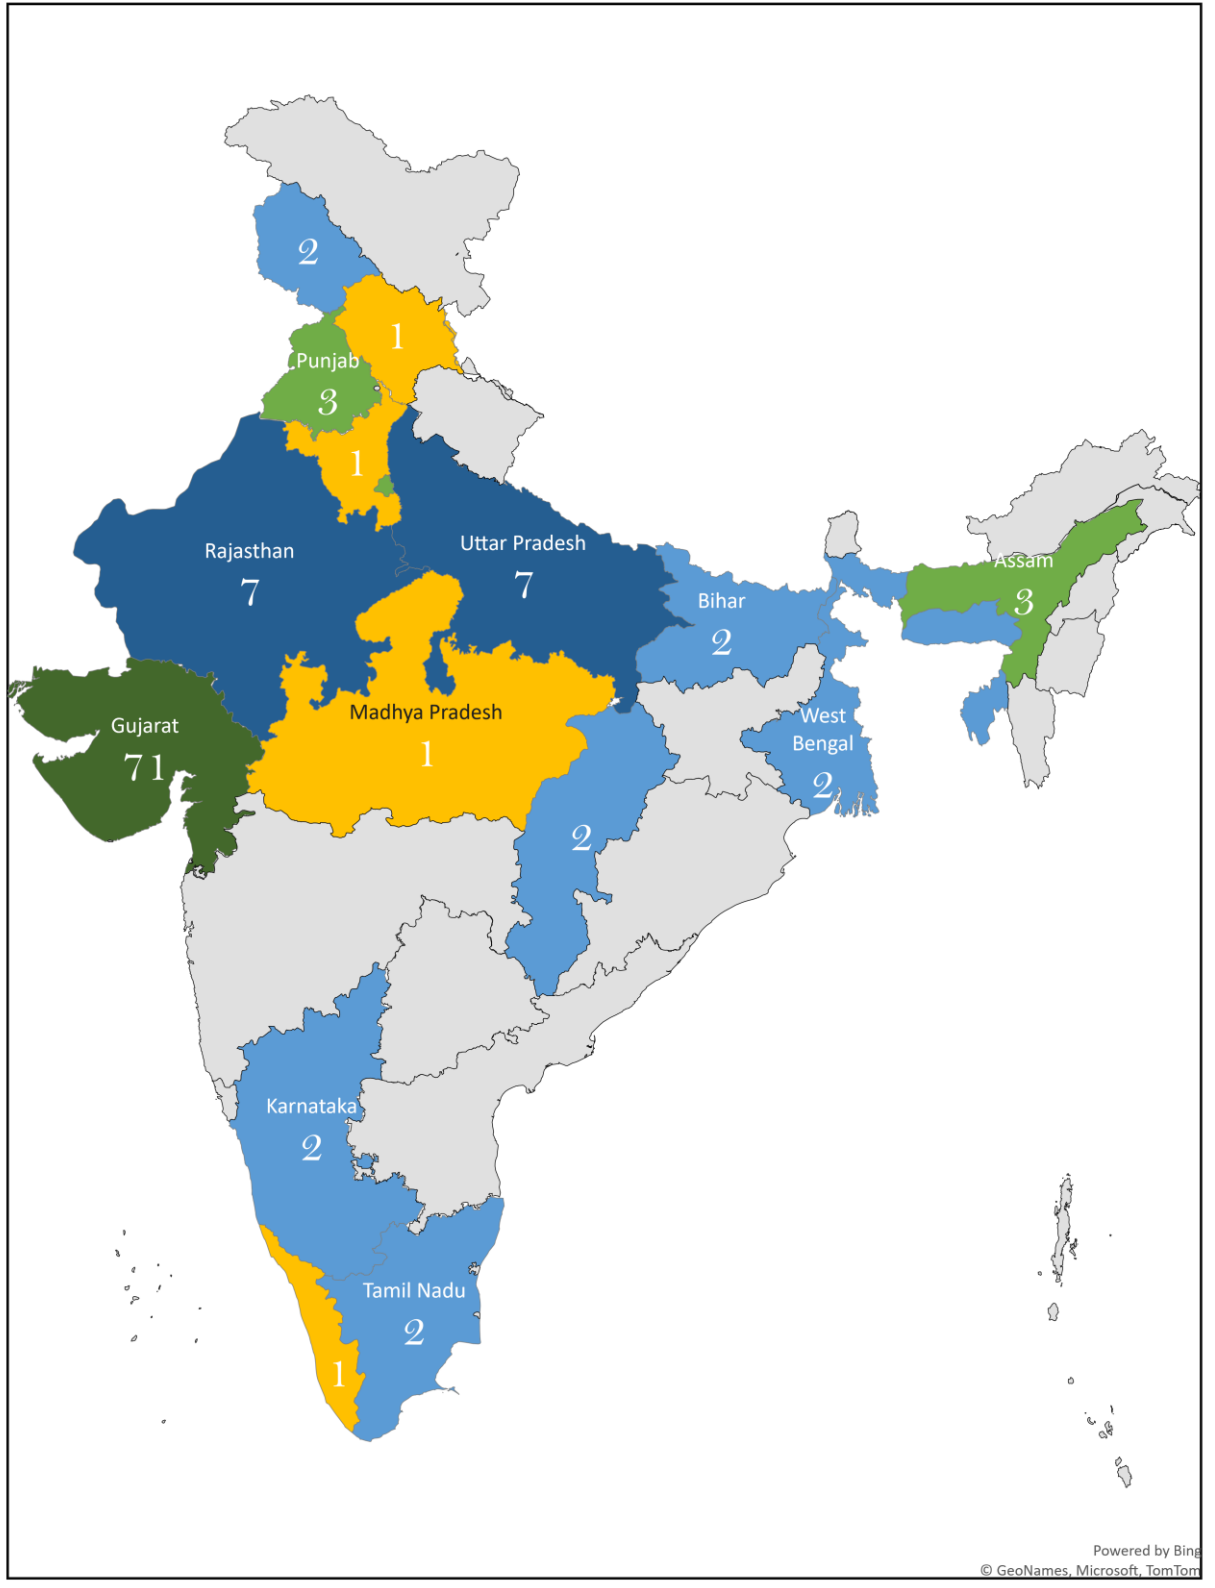 2
1
Punjab
3
1
Rajasthan
7
Uttar Pradesh
7
Assam
3
Bihar
2
Gujarat
71
Madhya Pradesh
1
West
Bengal
2
2
Karnataka
2
Tamil Nadu
2
1
Powered by Bing
© GeoNames, Microsoft, TomTom